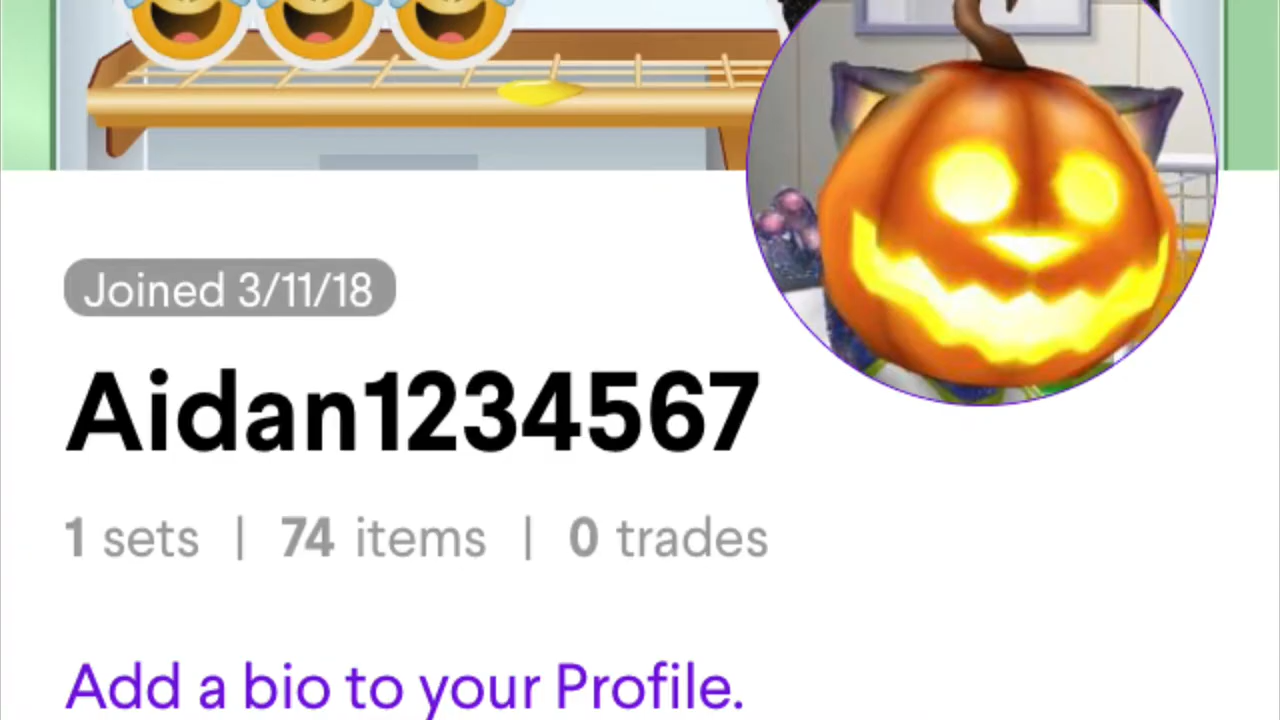 Joined 3/11/18
Aidan1234567
1 sets | 74 items | 0 trades
Add a bio to your Profile.